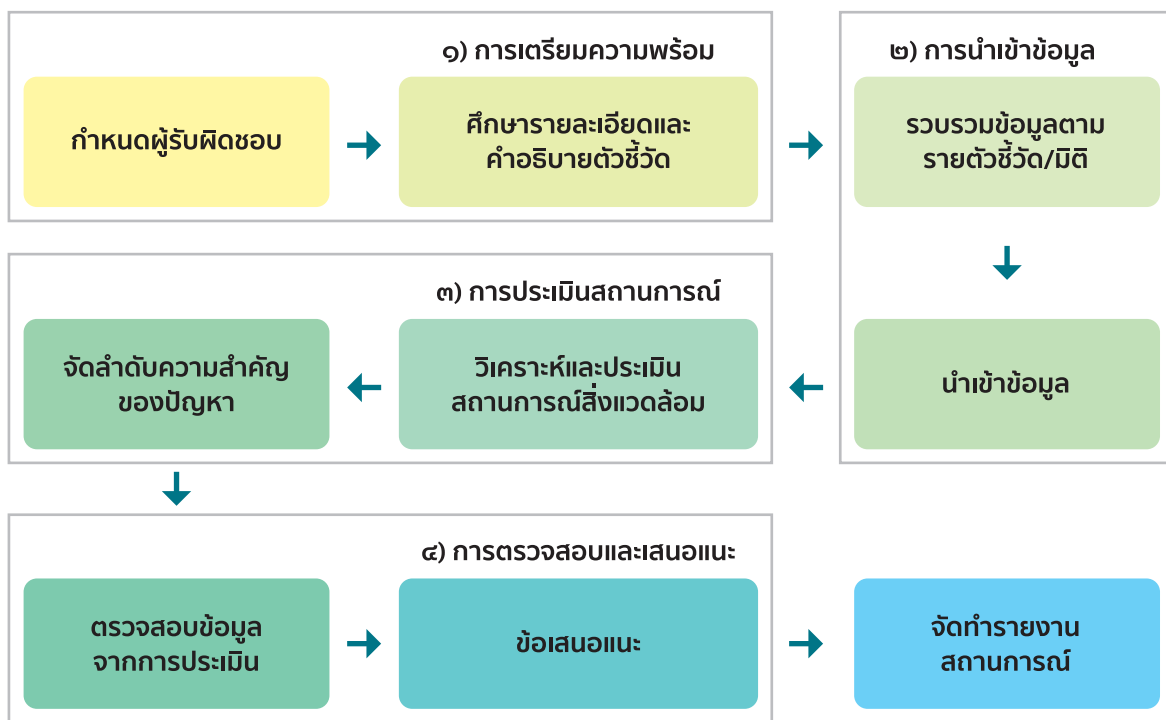 ๑) การเตรียมความพร้อม
กำหนดผู้รับผิดชอบ
ศึกษารายละเอียดและ
คำอธิบายตัวชี้วัด
๒) การนำเข้าข้อมูล
รวบรวมข้อมูลตาม
รายตัวชี้วัด/มิติ
นำเข้าข้อมูล
๓) การประเมินสถานการณ์
วิเคราะห์และประเมิน
สถานการณ์สิ่งแวดล้อม
จัดลำดับความสำคัญ
ของปัญหา
๔) การตรวจสอบและเสนอแนะ
ตรวจสอบข้อมูล
จากการประเมิน
ข้อเสนอแนะ
จัดทำรายงาน
สถานการณ์